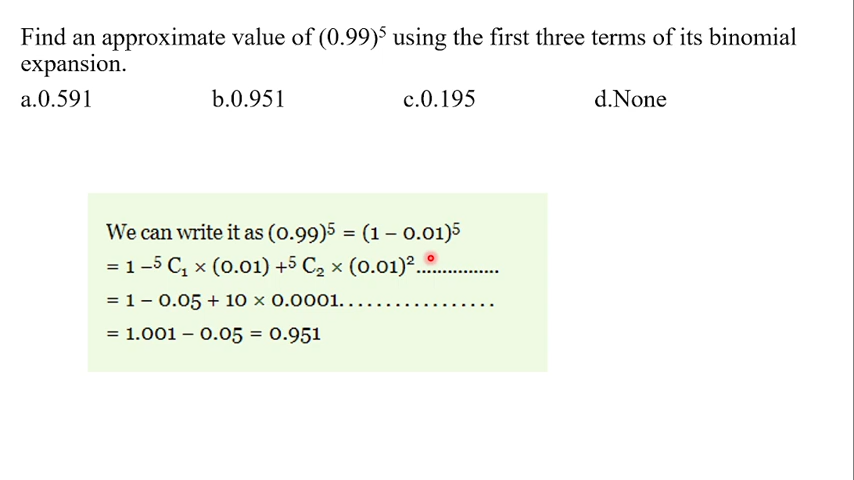 Find an approximate value of (0.99)⁵ using the first three terms of its binomial
expansion.
a.0.591 b.0.951 c.0.195 d.None
We can write it as (0.99)⁵ = (1 – 0.01)⁵
= 1 –⁵ C₁ × (0.01) +⁵ C₂ × (0.01)²................
= 1 – 0.05 + 10 × 0.0001..................
= 1.001 – 0.05 = 0.951